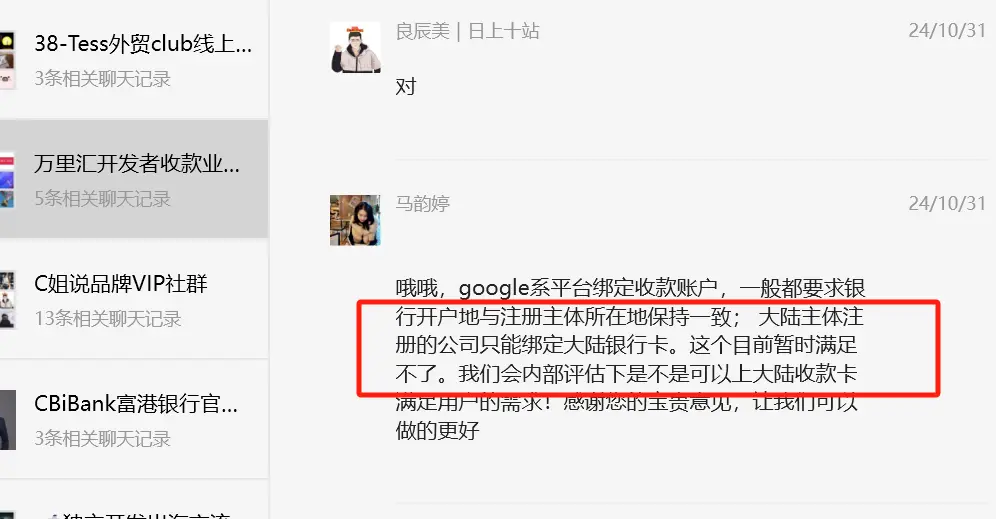 38-Tess外贸club线上...
3条相关聊天记录
万里汇开发者收款业...
5条相关聊天记录
C姐说品牌VIP社群
13条相关聊天记录
CBiBank富港银行官...
3条相关聊天记录
良辰美 | 日上十站
24/10/31
对
马韵婷
24/10/31
哦哦，google系平台绑定收款账户，一般都要求银
行开户地与注册主体所在地保持一致； 大陆主体注
册的公司只能绑定大陆银行卡。这个目前暂时满足
不了。我们会内部评估下是不是可以上大陆收款卡
满足用户的需求！感谢您的宝贵意见，让我们可以
做的更好